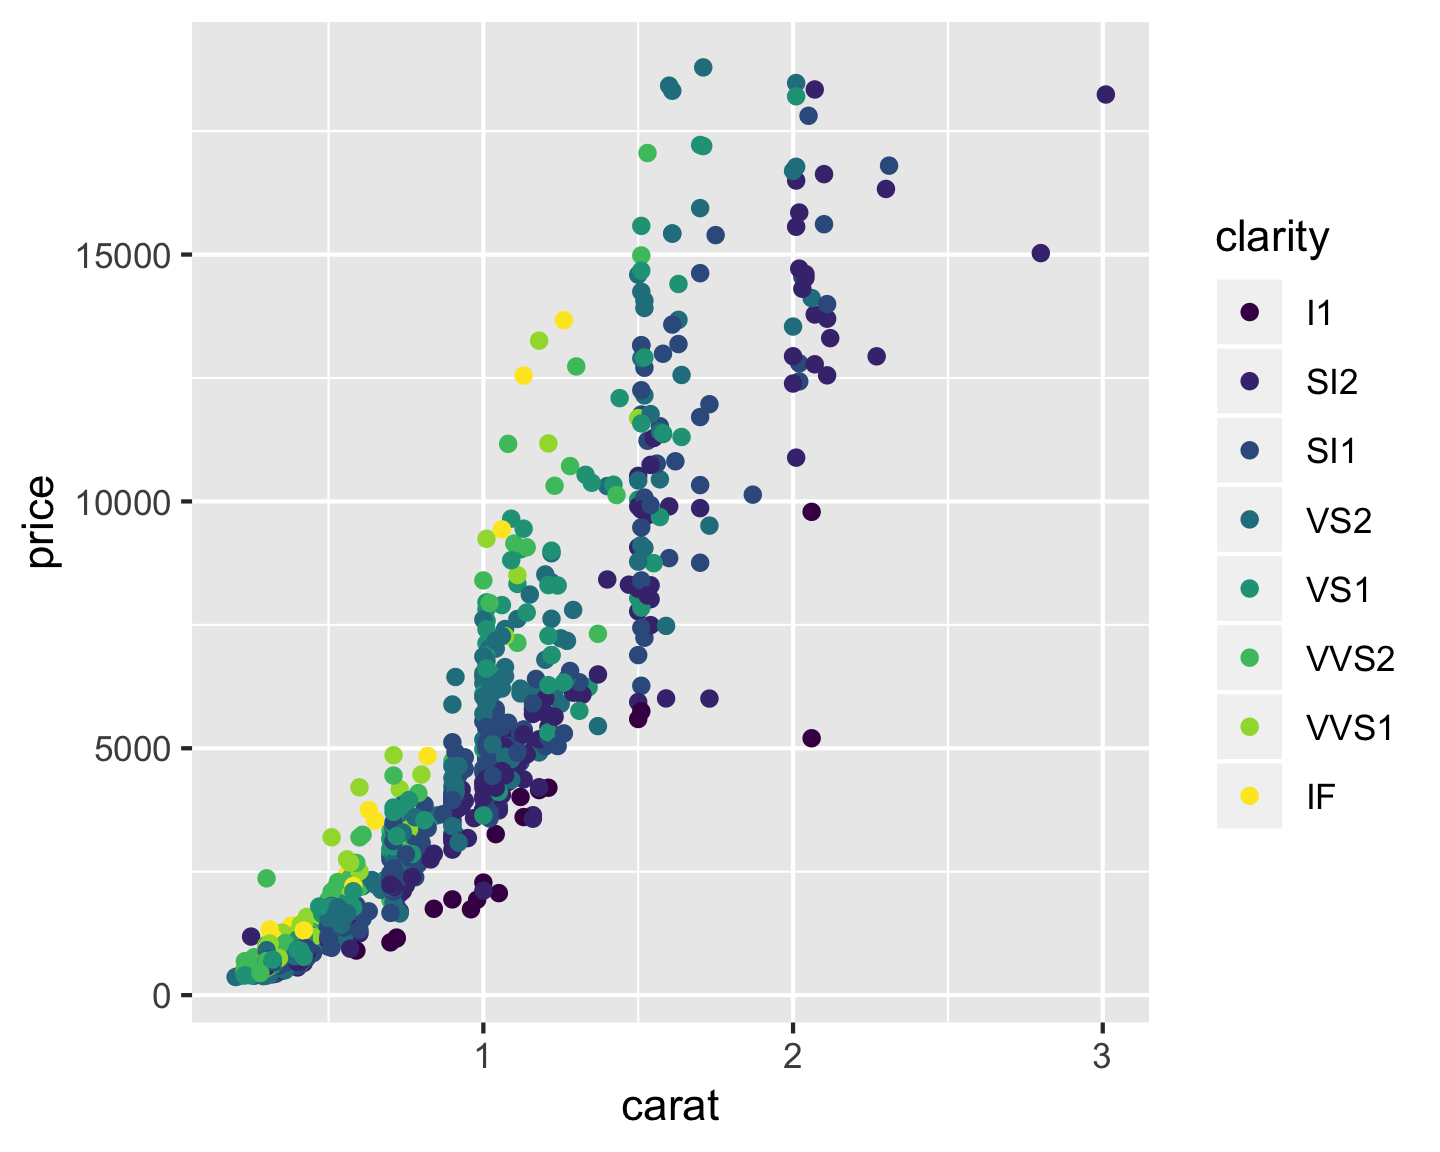 15000
10000
5000
0
price
1
2
3
carat
clarity
I1
SI2
SI1
VS2
VS1
VVS2
VVS1
IF